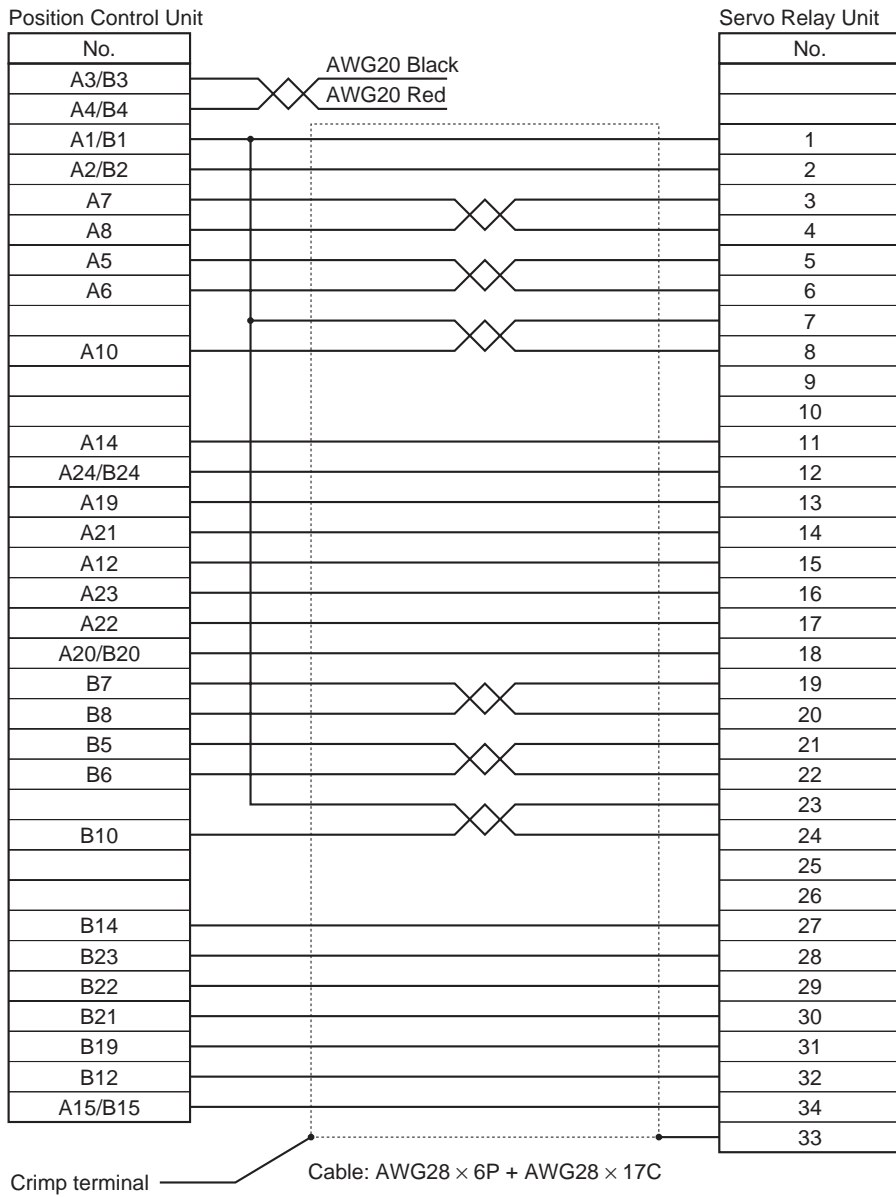 Position Control Unit Servo Relay Unit
No. No.
A3/B3 AWG20 Black
A4/B4 AWG20 Red
A1/B1 1
A2/B2 2
A7 3
A8 4
A5 5
A6 6
7
A10 8
9
10
A14 11
A24/B24 12
A19 13
A21 14
A12 15
A23 16
A22 17
A20/B20 18
B7 19
B8 20
B5 21
B6 22
23
B10 24
25
26
B14 27
B23 28
B22 29
B21 30
B19 31
B12 32
A15/B15 34
33
Crimp terminal Cable: AWG28 × 6P + AWG28 × 17C